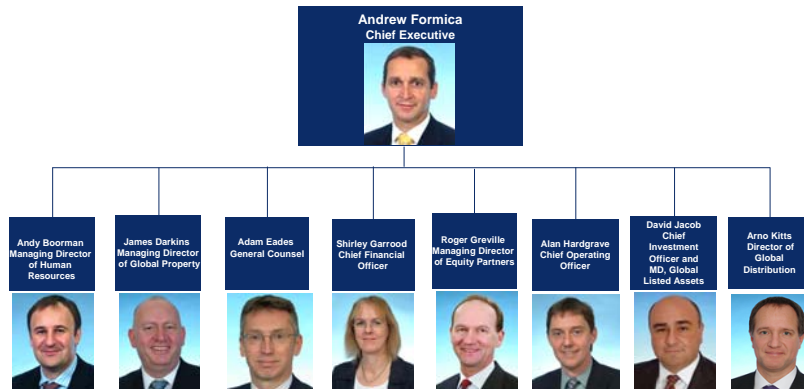 Andrew Formica
Chief Executive
Andy Boorman
Managing Director
of Human
Resources
James Darkins
Managing Director
of Global Property
Adam Eades
General Counsel
Shirley Garrood
Chief Financial
Officer
Roger Greville
Managing Director
of Equity Partners
Alan Hardgrave
Chief Operating
Officer
David Jacob
Chief
Investment
Officer and
MD, Global
Listed Assets
Arno Kitts
Director of
Global
Distribution